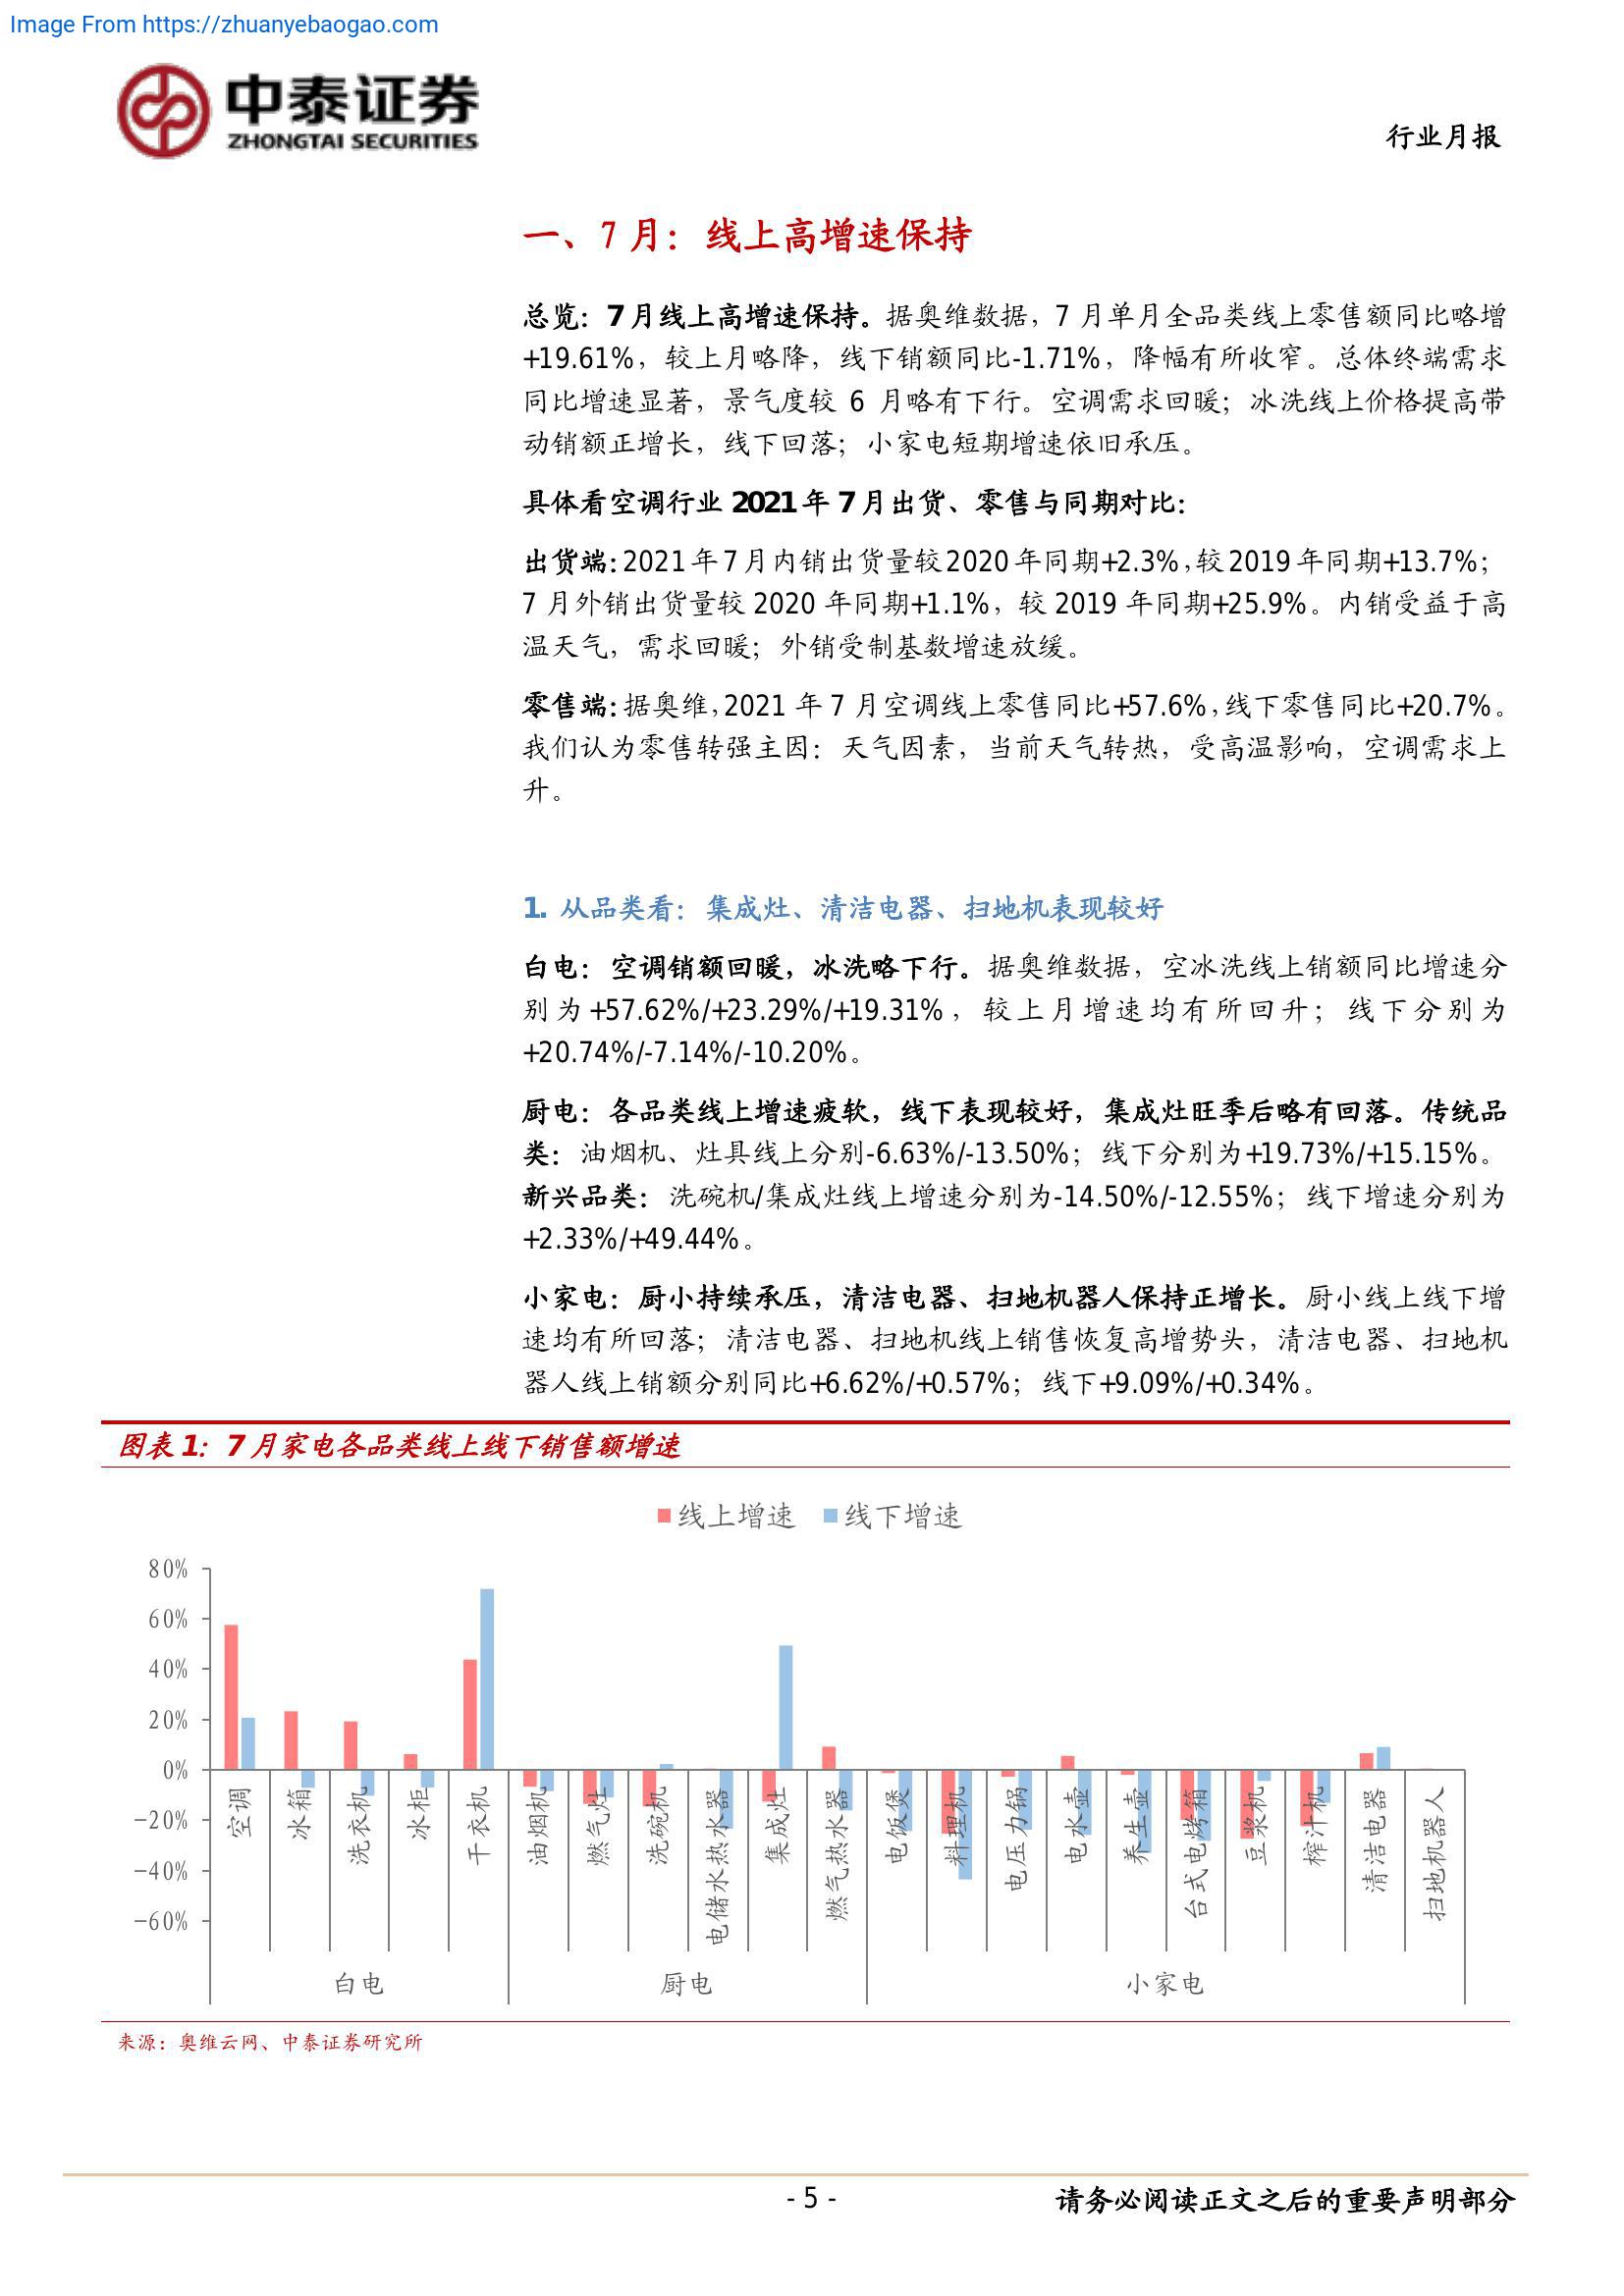 Image From https://zhuanyebaogao.com
中泰证券
ZHONGTAI SECURITIES
行业月报
一、7 月：线上高增速保持
总览：7 月线上高增速保持。据奥维数据，7 月单月全品类线上零售额同比略增
+19.61%，较上月略降，线下销额同比-1.71%，降幅有所收窄。总体终端需求
同比增速显著，景气度较 6 月略有下行。空调需求回暖；冰洗线上价格提高带
动销额正增长，线下回落；小家电短期增速依旧承压。
具体看空调行业 2021 年 7 月出货、零售与同期对比：
出货端：2021 年 7 月内销出货量较 2020 年同期+2.3%，较 2019 年同期+13.7%；
7 月外销出货量较 2020 年同期+1.1%，较 2019 年同期+25.9%。内销受益于高
温天气，需求回暖；外销受制基数增速放缓。
零售端：据奥维，2021 年 7 月空调线上零售同比+57.6%，线下零售同比+20.7%。
我们认为零售转强主因：天气因素，当前天气转热，受高温影响，空调需求上
升。
1. 从品类看：集成灶、清洁电器、扫地机表现较好
白电：空调销额回暖，冰洗略下行。据奥维数据，空冰洗线上销额同比增速分
别为+57.62%/+23.29%/+19.31%，较上月增速均有所回升；线下分别为
+20.74%/-7.14%/-10.20%。
厨电：各品类线上增速疲软，线下表现较好，集成灶旺季后略有回落。传统品
类：油烟机、灶具线上分别-6.63%/-13.50%；线下分别为+19.73%/+15.15%。
新兴品类：洗碗机/集成灶线上增速分别为-14.50%/-12.55%；线下增速分别为
+2.33%/+49.44%。
小家电：厨小持续承压，清洁电器、扫地机器人保持正增长。厨小线上线下增
速均有所回落；清洁电器、扫地机线上销售恢复高增势头，清洁电器、扫地机
器人线上销额分别同比+6.62%/+0.57%；线下+9.09%/+0.34%。
图表 1：7 月家电各品类线上线下销售额增速
线上增速 线下增速
80%
60%
40%
20%
0%
-20%
-40%
-60%
空调
冰箱
洗衣机
冰柜
干衣机
油烟机
燃气灶
洗碗机
电储水热水器
集成灶
燃气热水器
电饭煲
料理机
电压力锅
电水壶
养生壶
台式电烤箱
豆浆机
榨汁机
清洁电器
扫地机器人
白电
厨电
小家电
来源：奥维云网、中泰证券研究所
- 5 -
请务必阅读正文之后的重要声明部分